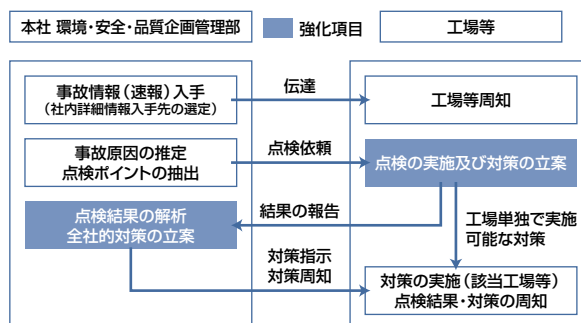 本社 環境・安全・品質企画管理部
強化項目
工場等
事故情報（速報）入手
（社内詳細情報入手先の選定）
伝達
工場等周知
事故原因の推定
点検ポイントの抽出
点検依頼
点検の実施及び対策の立案
点検結果の解析
全社的対策の立案
結果の報告
工場単独で実施
可能な対策
対策指示
対策周知
対策の実施（該当工場等）
点検結果・対策の周知